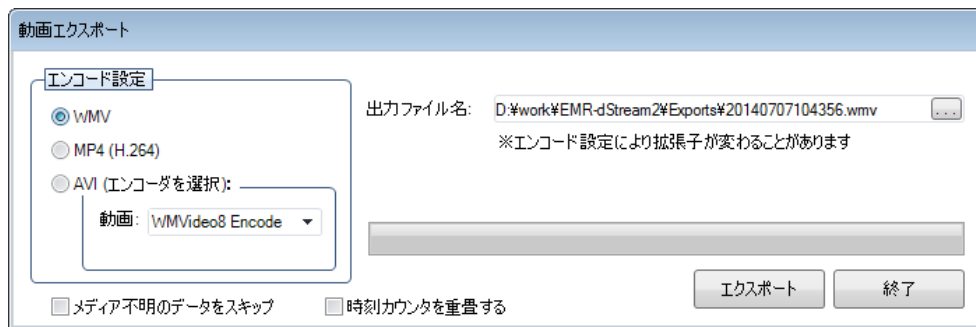 動画エクスポート
エンコード設定
WMV
MP4 (H.264)
AVI (エンコーダを選択):
動画: WMVideo8 Encode
出力ファイル名: D:¥work¥EMR-dStream2¥Exports¥20140707104356.wmv ...
※エンコード設定により拡張子が変わることがあります
メディア不明のデータをスキップ 時刻カウンタを重畳する
エクスポート 終了